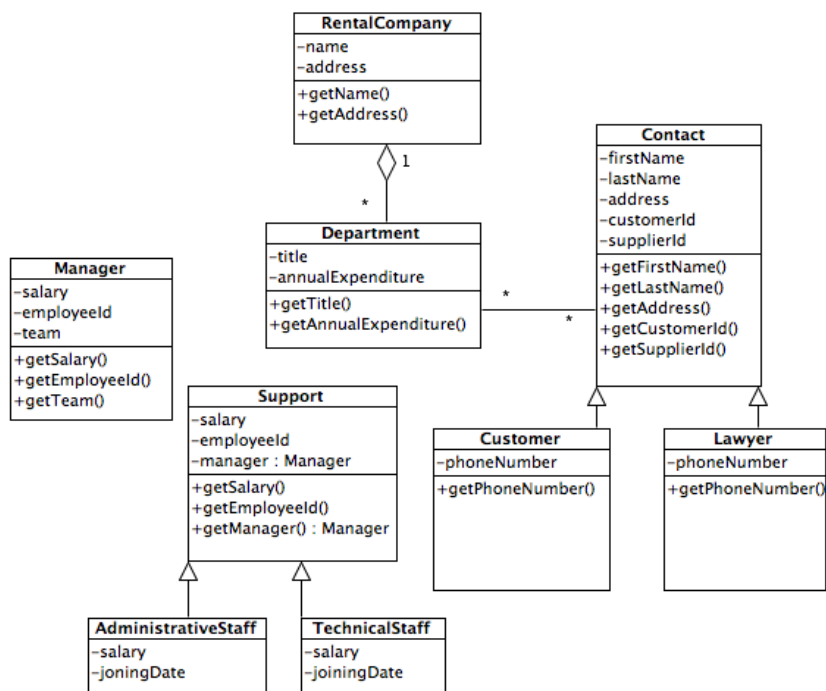 RentalCompany
-name
-address
+getName()
+getAddress()
1
*
Department
-title
-annualExpenditure
+getTitle()
+getAnnualExpenditure()
*
*
Contact
-firstName
-lastName
-address
-customerId
-supplierId
+getFirstName()
+getLastName()
+getAddress()
+getCustomerId()
+getSupplierId()
Manager
-salary
-employeeId
-team
+getSalary()
+getEmployeeId()
+getTeam()
Support
-salary
-employeeId
-manager : Manager
+getSalary()
+getEmployeeId()
+getManager() : Manager
Customer
-phoneNumber
+getPhoneNumber()
Lawyer
-phoneNumber
+getPhoneNumber()
AdministrativeStaff
-salary
-joningDate
TechnicalStaff
-salary
-joiningDate